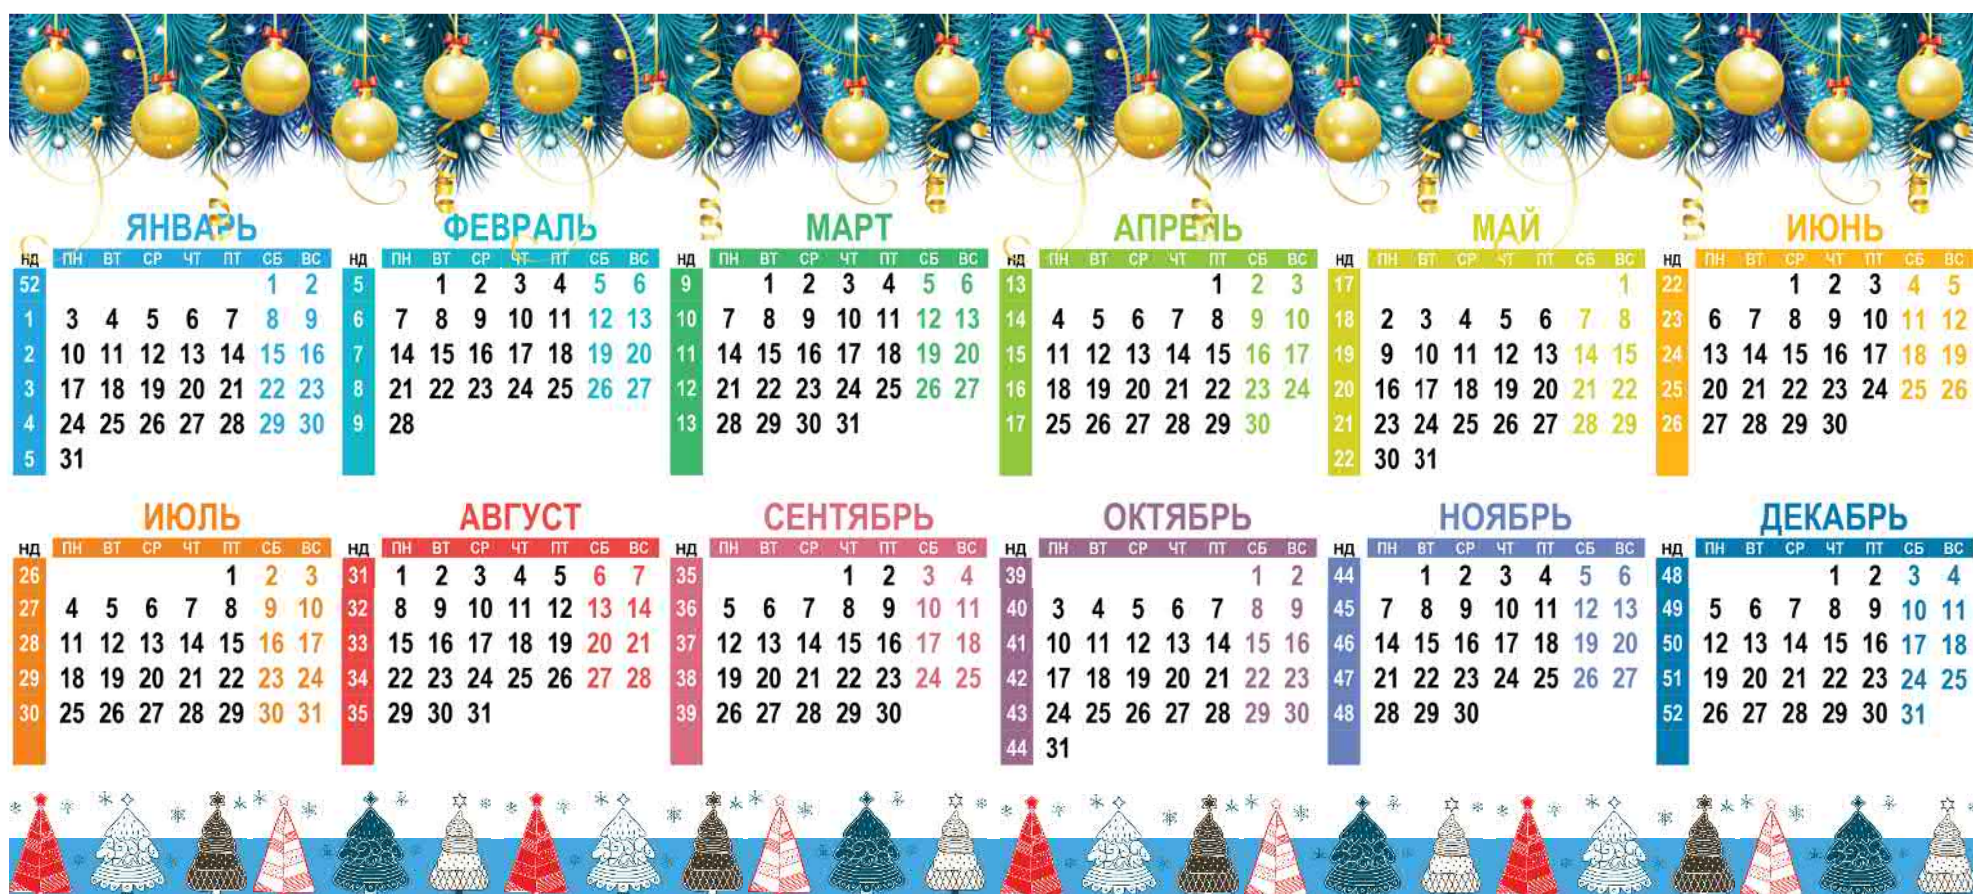 ЯНВАРЬ
НД ПН ВТ СР ЧТ ПТ СБ ВС
52 1 2
1 3 4 5 6 7 8 9
2 10 11 12 13 14 15 16
3 17 18 19 20 21 22 23
4 24 25 26 27 28 29 30
5 31
ФЕВРАЛЬ
НД ПН ВТ СР ЧТ ПТ СБ ВС
5 1 2 3 4 5 6
6 7 8 9 10 11 12 13
7 14 15 16 17 18 19 20
8 21 22 23 24 25 26 27
9 28
МАРТ
НД ПН ВТ СР ЧТ ПТ СБ ВС
9 1 2 3 4 5 6
10 7 8 9 10 11 12 13
11 14 15 16 17 18 19 20
12 21 22 23 24 25 26 27
13 28 29 30 31
АПРЕЛЬ
НД ПН ВТ СР ЧТ ПТ СБ ВС
13 1 2 3
14 4 5 6 7 8 9 10
15 11 12 13 14 15 16 17
16 18 19 20 21 22 23 24
17 25 26 27 28 29 30
МАЙ
НД ПН ВТ СР ЧТ ПТ СБ ВС
17 1
18 2 3 4 5 6 7 8
19 9 10 11 12 13 14 15
20 16 17 18 19 20 21 22
21 23 24 25 26 27 28 29
22 30 31
ИЮНЬ
НД ПН ВТ СР ЧТ ПТ СБ ВС
22 1 2 3 4 5
23 6 7 8 9 10 11 12
24 13 14 15 16 17 18 19
25 20 21 22 23 24 25 26
26 27 28 29 30
ИЮЛЬ
НД ПН ВТ СР ЧТ ПТ СБ ВС
26 1 2 3
27 4 5 6 7 8 9 10
28 11 12 13 14 15 16 17
29 18 19 20 21 22 23 24
30 25 26 27 28 29 30 31
АВГУСТ
НД ПН ВТ СР ЧТ ПТ СБ ВС
31 1 2 3 4 5 6 7
32 8 9 10 11 12 13 14
33 15 16 17 18 19 20 21
34 22 23 24 25 26 27 28
35 29 30 31
СЕНТЯБРЬ
НД ПН ВТ СР ЧТ ПТ СБ ВС
35 1 2 3 4
36 5 6 7 8 9 10 11
37 12 13 14 15 16 17 18
38 19 20 21 22 23 24 25
39 26 27 28 29 30
ОКТЯБРЬ
НД ПН ВТ СР ЧТ ПТ СБ ВС
39 1 2
40 3 4 5 6 7 8 9
41 10 11 12 13 14 15 16
42 17 18 19 20 21 22 23
43 24 25 26 27 28 29 30
44 31
НОЯБРЬ
НД ПН ВТ СР ЧТ ПТ СБ ВС
44 1 2 3 4 5 6
45 7 8 9 10 11 12 13
46 14 15 16 17 18 19 20
47 21 22 23 24 25 26 27
48 28 29 30
ДЕКАБРЬ
НД ПН ВТ СР ЧТ ПТ СБ ВС
48 1 2 3 4
49 5 6 7 8 9 10 11
50 12 13 14 15 16 17 18
51 19 20 21 22 23 24 25
52 26 27 28 29 30 31